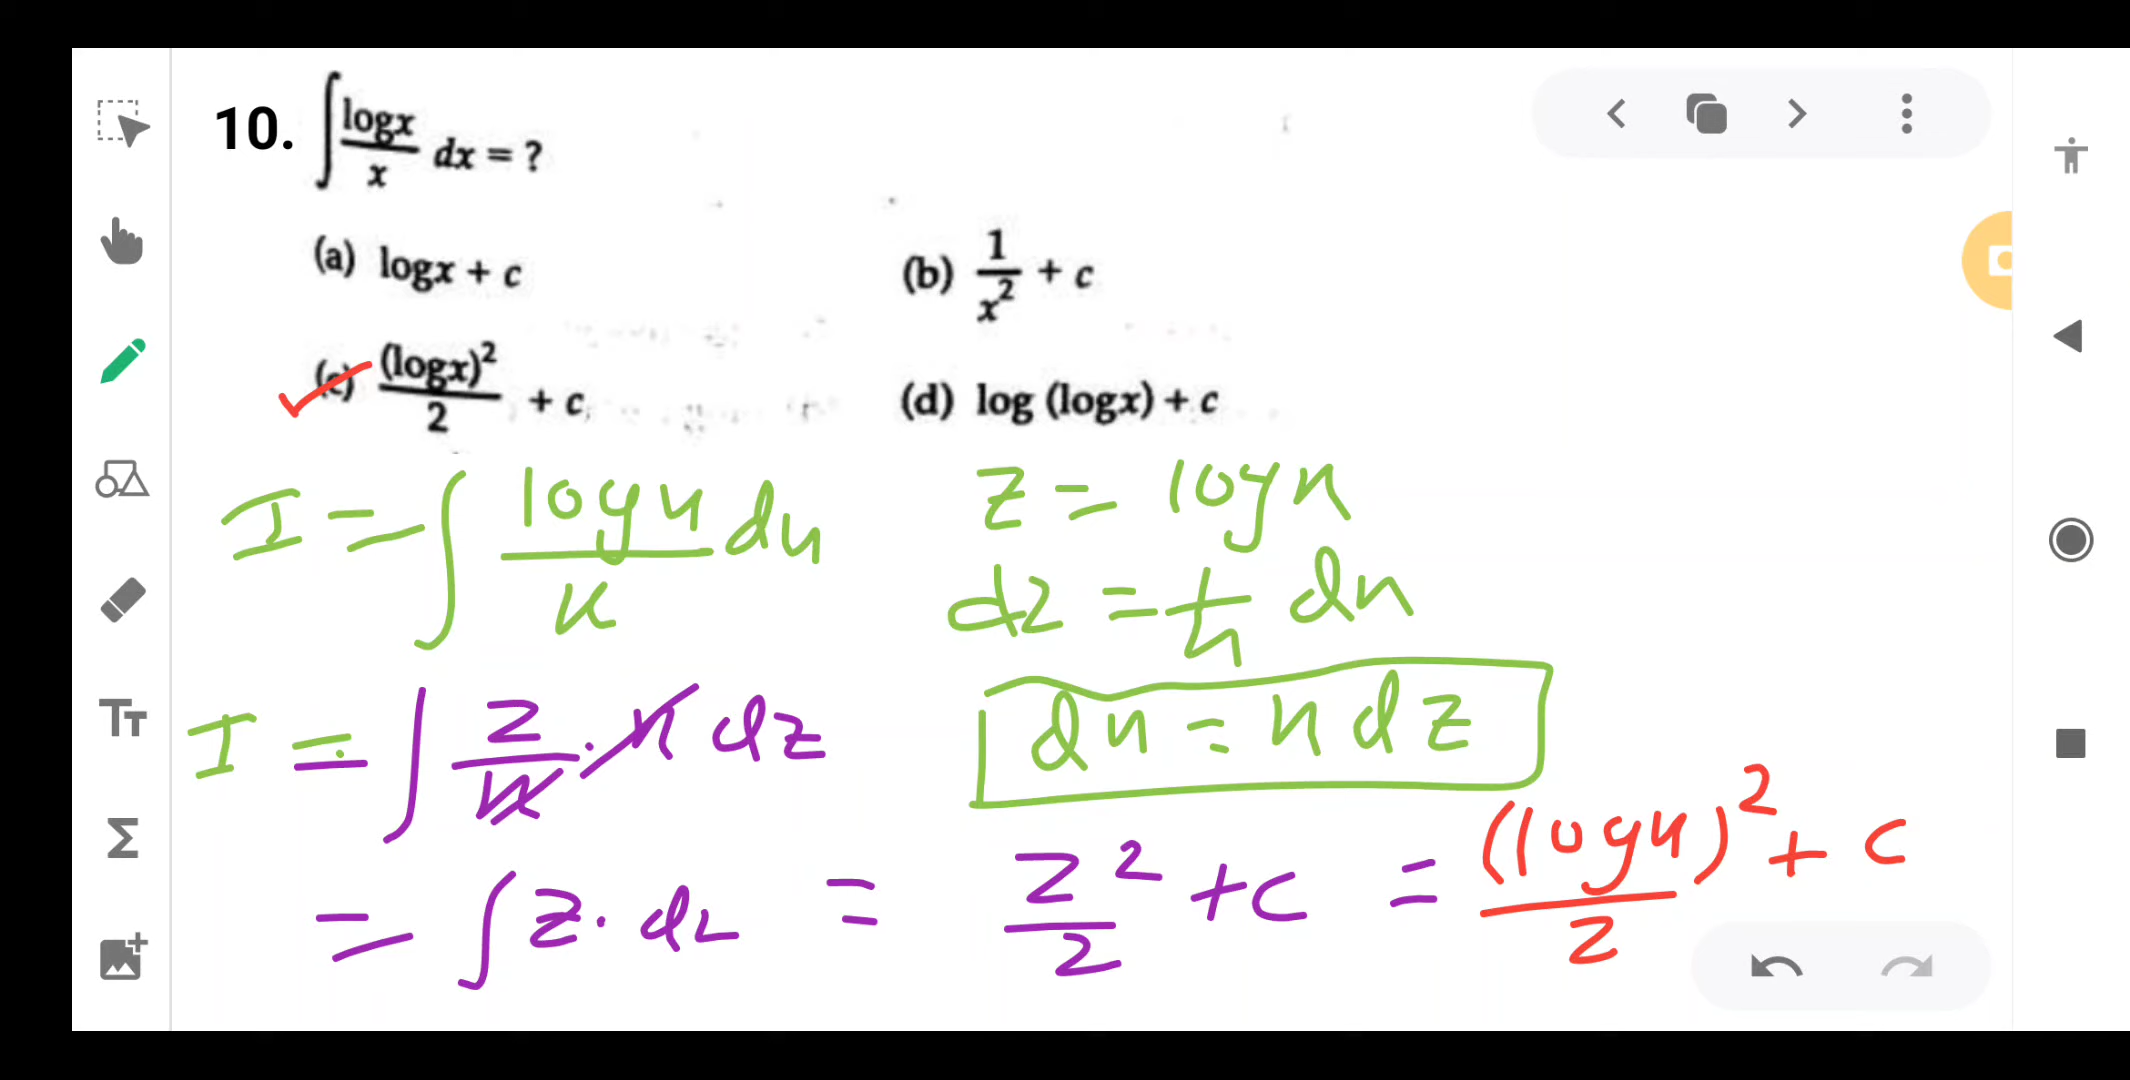 10. ∫ logx/x dx = ?
(a) logx + c
(b) 1/x² + c
(c) (logx)²/2 + c
(d) log (logx) + c
I = ∫ logx/x dx
z = logx
dz = 1/x dx
dx = x dz
I = ∫ z/x · x dz
= ∫ z · dz = z²/2 + c = (logx)²/2 + c
Tт
Σ